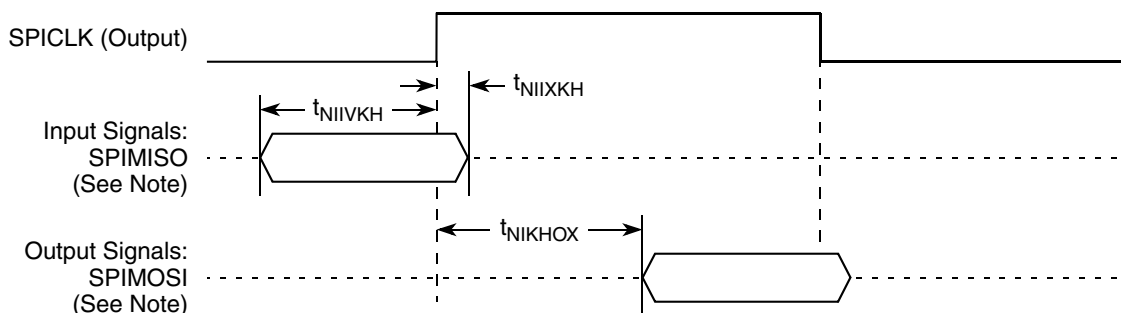 SPICLK (Output)
tNIIXKH
tNIIVKH
Input Signals:
SPIMISO
(See Note)
tNIKHOX
Output Signals:
SPIMOSI
(See Note)